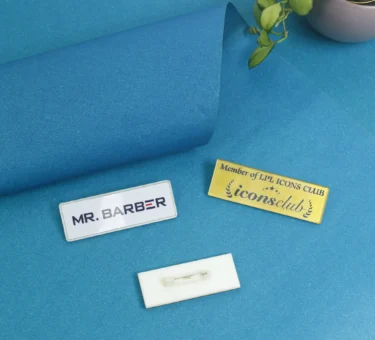 MR. BARBER
Member of LPL ICONS CLUB
iconsclub